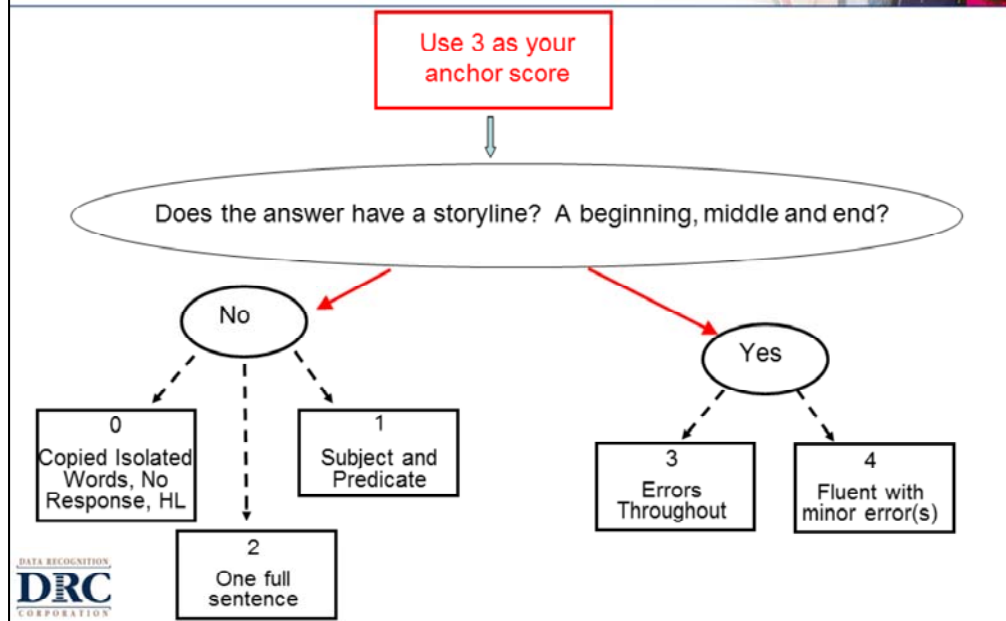 Use 3 as your
anchor score
Does the answer have a storyline?  A beginning, middle and end?
No
Yes
0
Copied Isolated
Words, No
Response, HL
1
Subject and
Predicate
2
One full
sentence
3
Errors
Throughout
4
Fluent with
minor error(s)
DATA RECOGNITION
DRC
CORPORATION